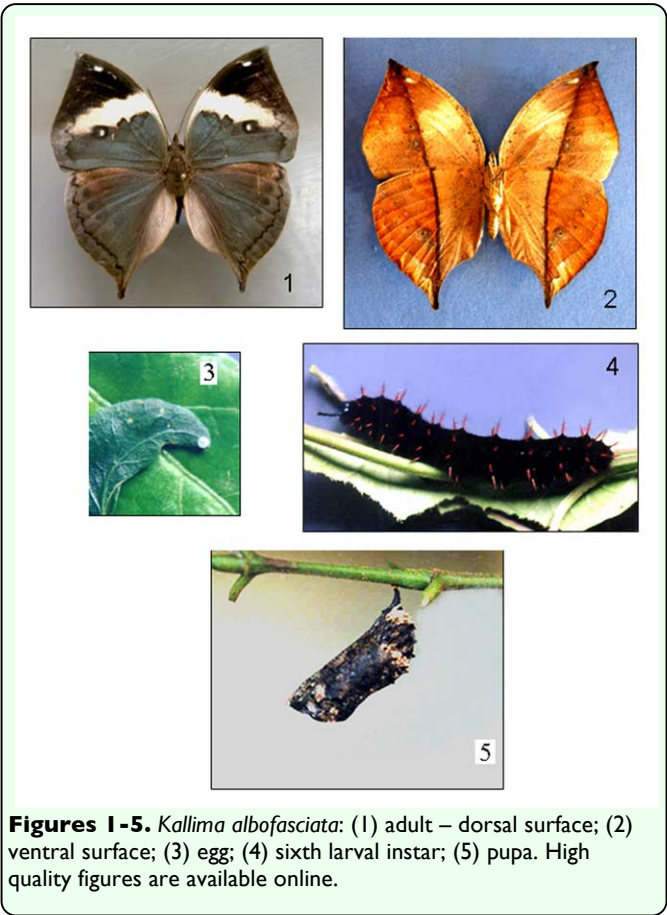 1
2
3
4
5
Figures 1-5. Kallima albofasciata: (1) adult – dorsal surface; (2)
ventral surface; (3) egg; (4) sixth larval instar; (5) pupa. High
quality figures are available online.